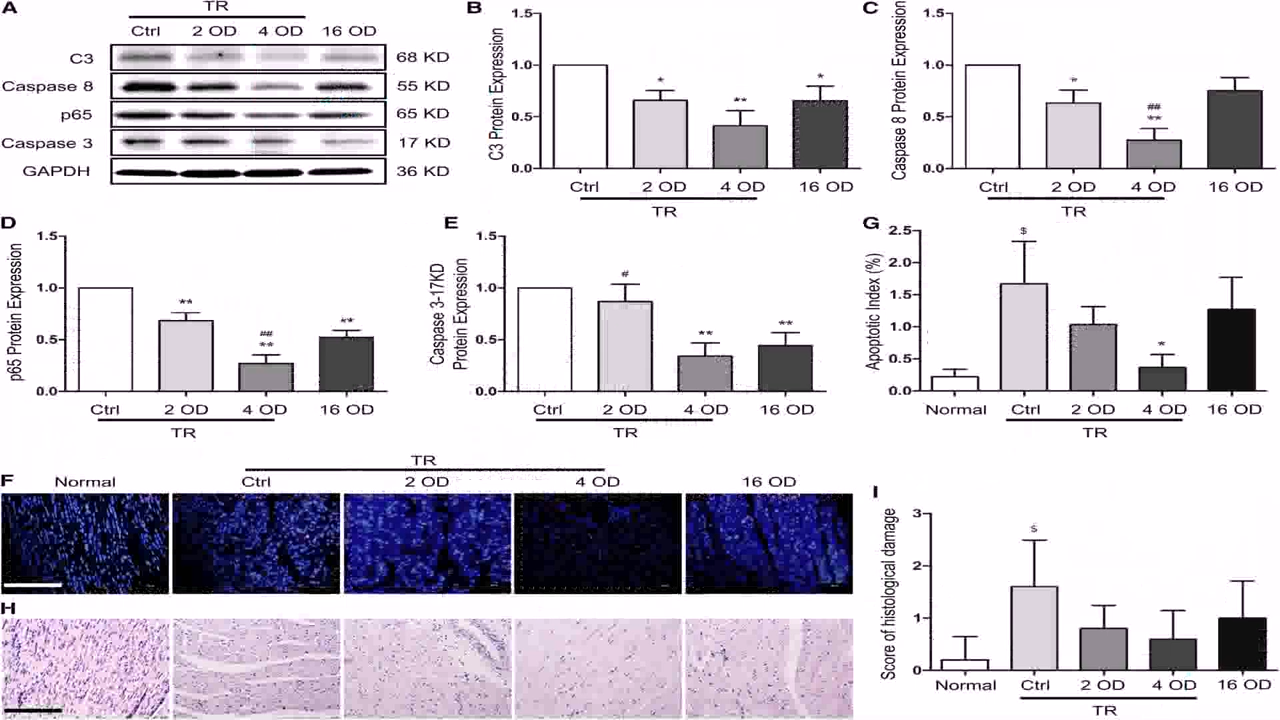 A
TR
Ctrl 2 OD 4 OD 16 OD
C3 68 KD
Caspase 8 55 KD
p65 65 KD
Caspase 3 17 KD
GAPDH 36 KD
B
C3 Protein Expression
1.5
1.0
0.5
0.0
*
**
*
Ctrl 2 OD 4 OD 16 OD
TR
C
Caspase 8 Protein Expression
1.5
1.0
0.5
0.0
*
##
**
Ctrl 2 OD 4 OD 16 OD
TR
D
p65 Protein Expression
1.5
1.0
0.5
0.0
**
##
**
**
Ctrl 2 OD 4 OD 16 OD
TR
E
Caspase 3-17KD
Protein Expression
1.5
1.0
0.5
0.0
#
**
**
Ctrl 2 OD 4 OD 16 OD
TR
G
Apoptotic Index (%)
2.5
2.0
1.5
1.0
0.5
0.0
$
*
Normal Ctrl 2 OD 4 OD 16 OD
TR
F
TR
Normal Ctrl 2 OD 4 OD 16 OD
H
I
Score of histological damage
3
2
1
0
$
Normal Ctrl 2 OD 4 OD 16 OD
TR